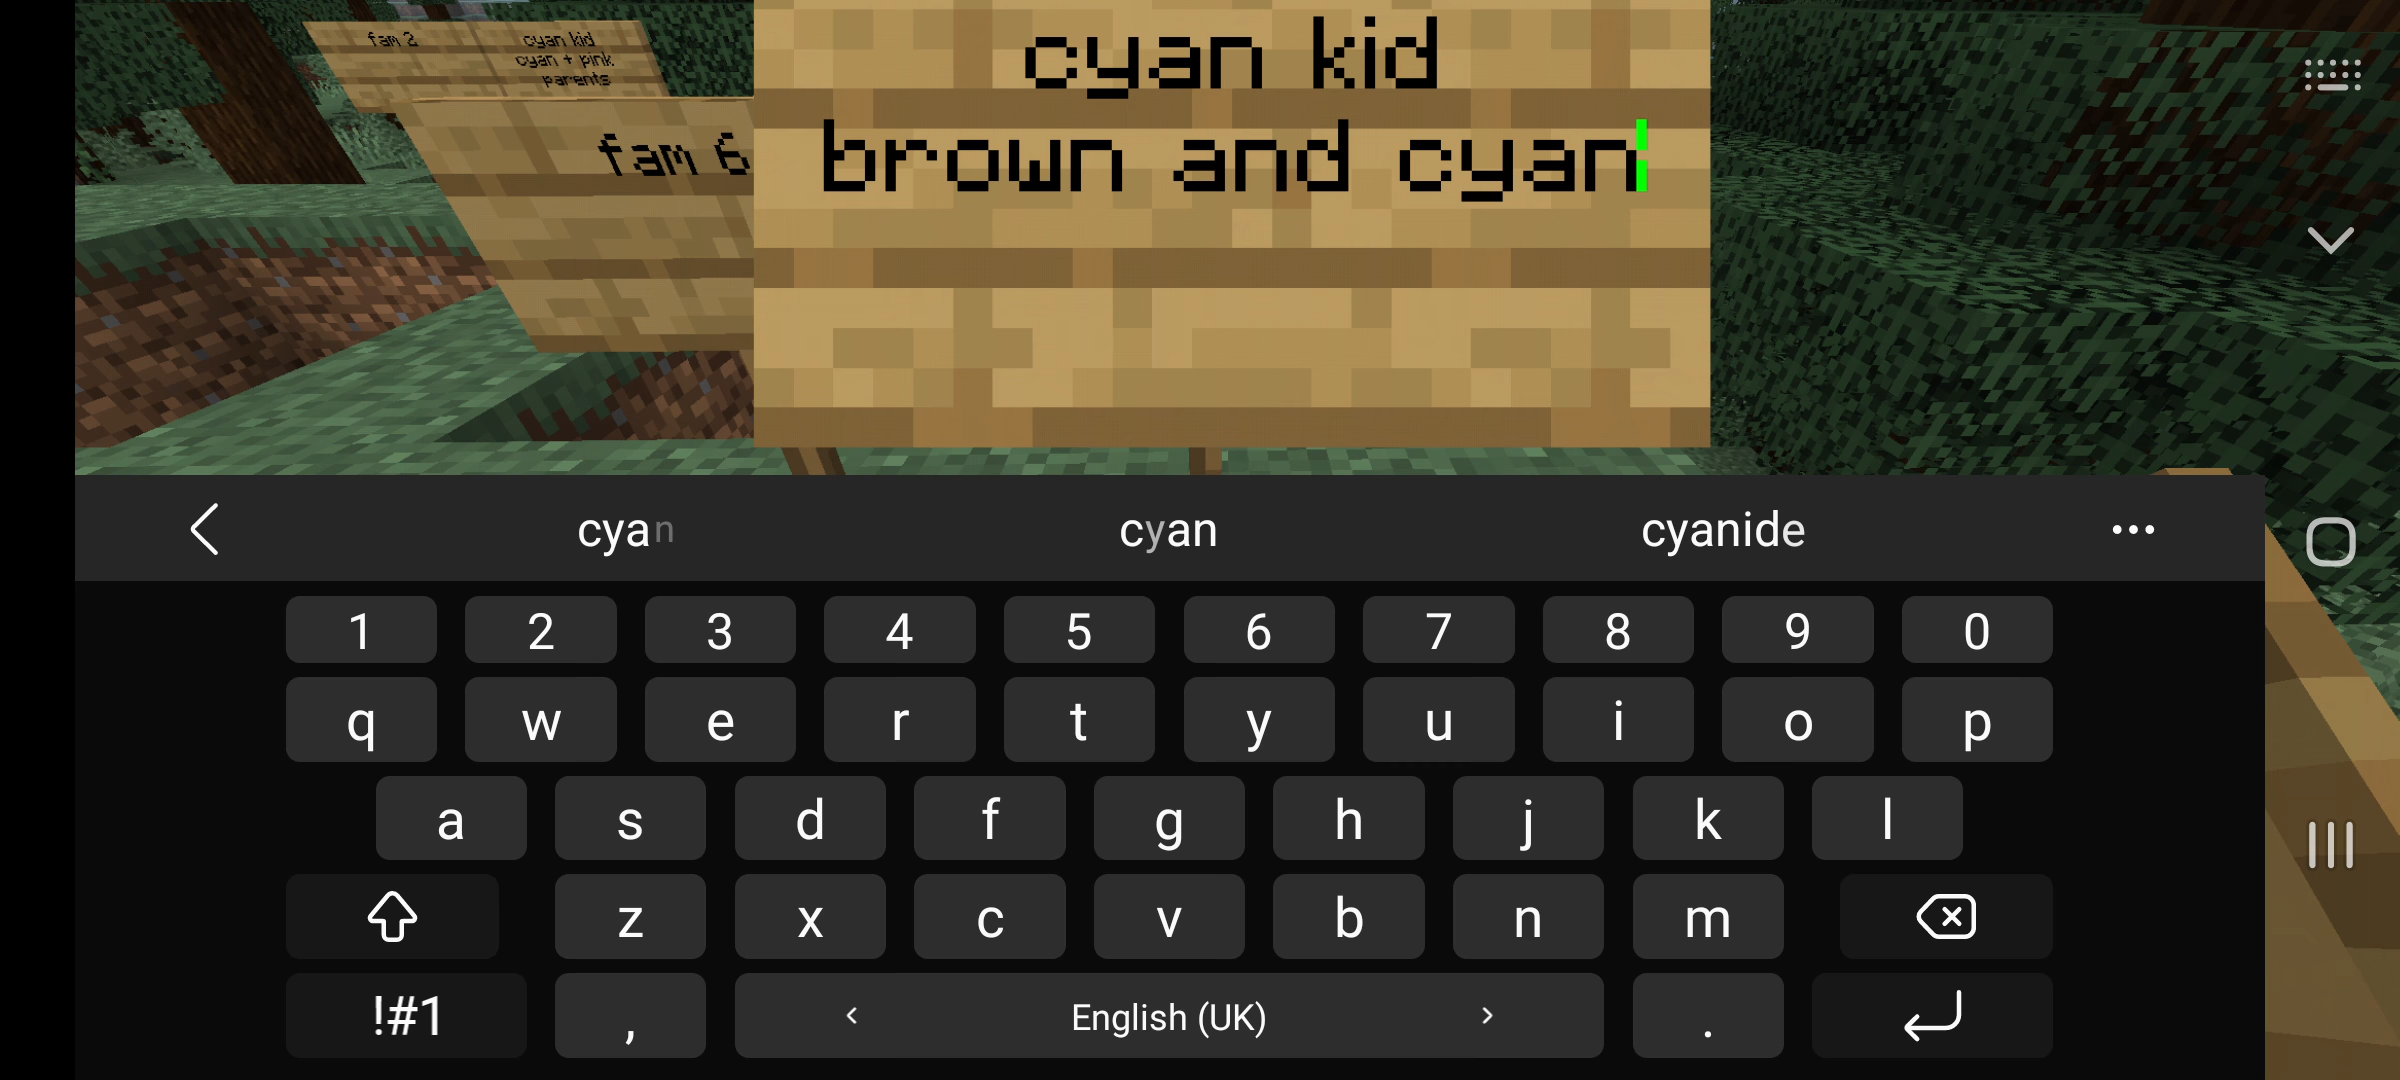 fam 2
cyan kid
cyan + pink
parents
fam 6
cyan kid
brown and cyan
cyan cyan cyanide
1 2 3 4 5 6 7 8 9 0
q w e r t y u i o p
a s d f g h j k l
z x c v b n m
!#1 , English (UK) .